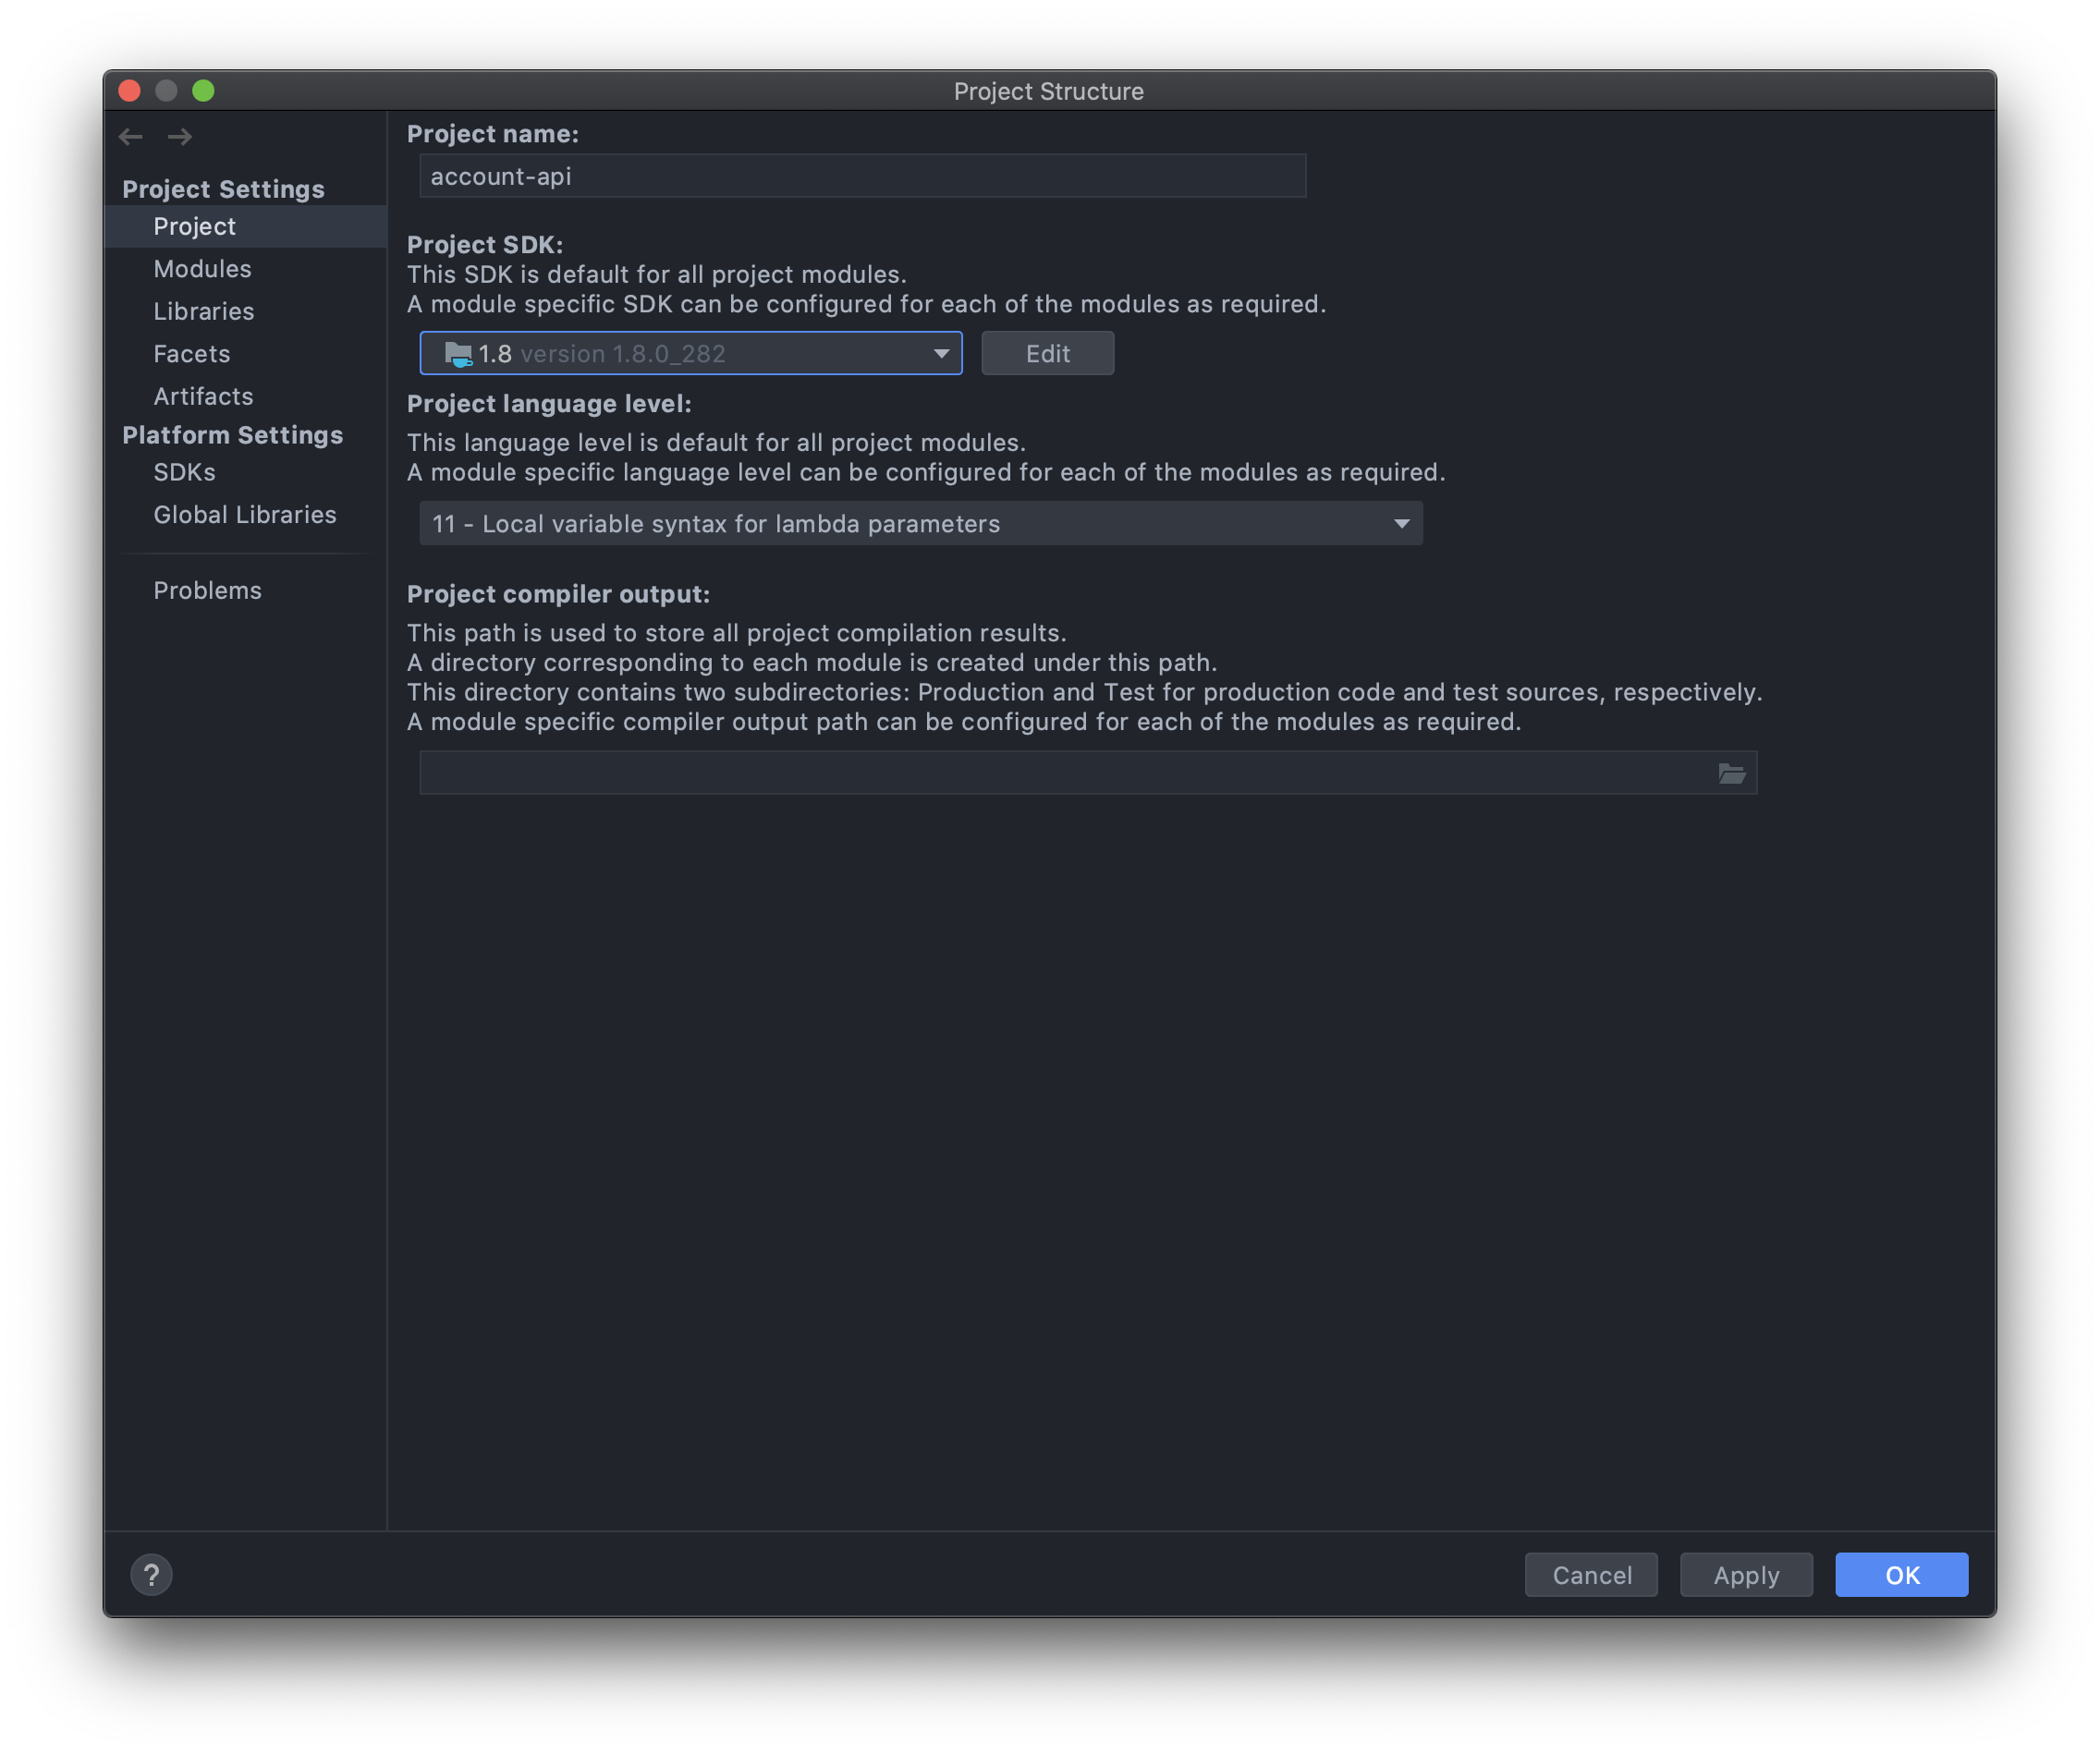 Project Structure
Project Settings
Project
Modules
Libraries
Facets
Artifacts
Platform Settings
SDKs
Global Libraries
Problems
Project name:
account-api
Project SDK:
This SDK is default for all project modules.
A module specific SDK can be configured for each of the modules as required.
1.8 version 1.8.0_282
Edit
Project language level:
This language level is default for all project modules.
A module specific language level can be configured for each of the modules as required.
11 - Local variable syntax for lambda parameters
Project compiler output:
This path is used to store all project compilation results.
A directory corresponding to each module is created under this path.
This directory contains two subdirectories: Production and Test for production code and test sources, respectively.
A module specific compiler output path can be configured for each of the modules as required.
?
Cancel
Apply
OK